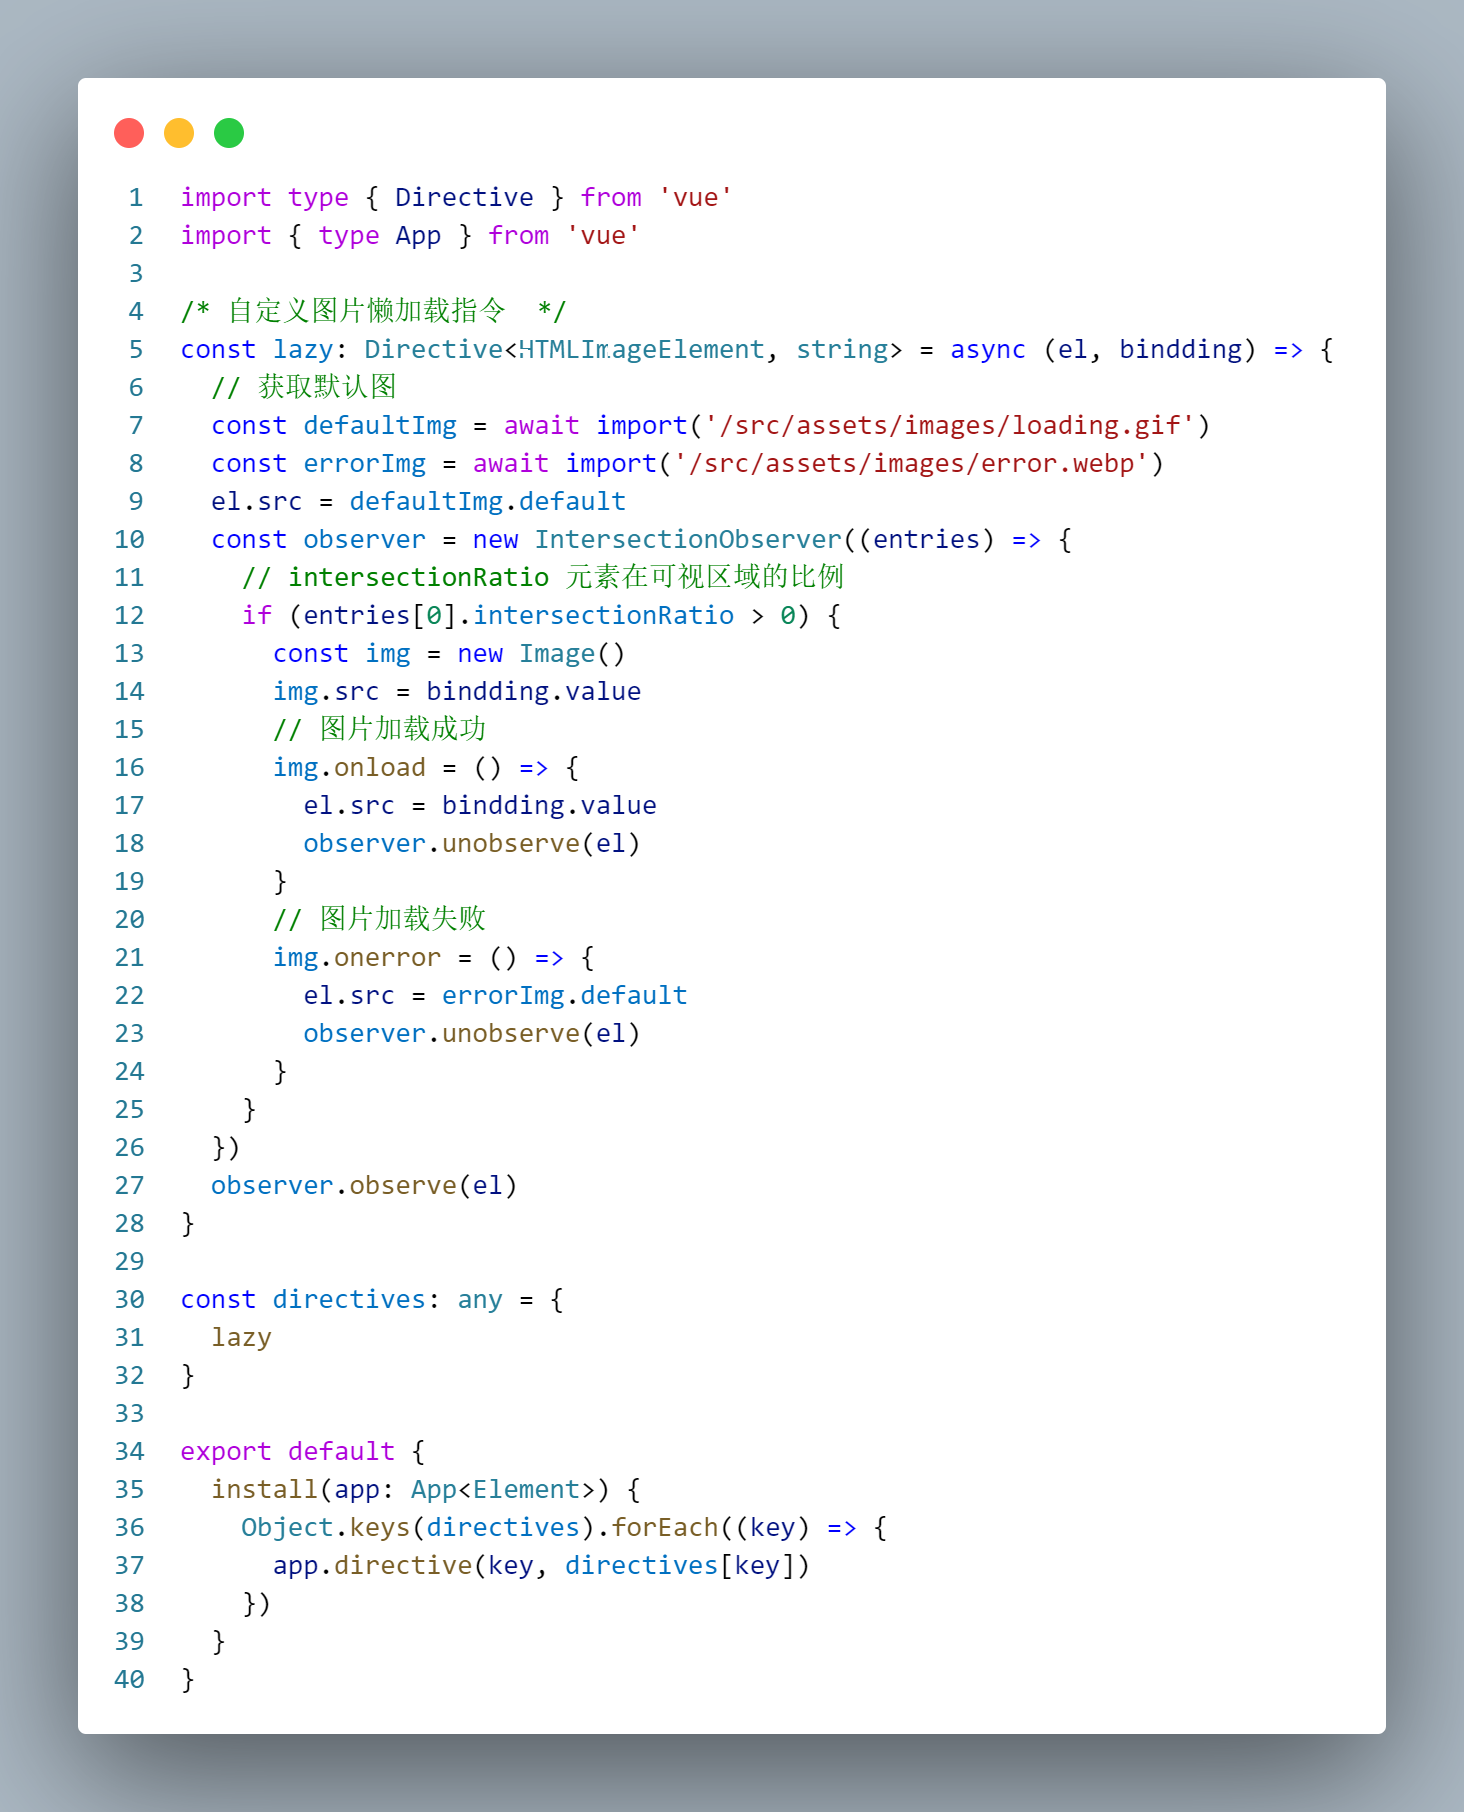 1 import type { Directive } from 'vue'
2 import { type App } from 'vue'
3
4 /* 自定义图片懒加载指令  */
5 const lazy: Directive<HTMLImageElement, string> = async (el, bindding) => {
6   // 获取默认图
7   const defaultImg = await import('/src/assets/images/loading.gif')
8   const errorImg = await import('/src/assets/images/error.webp')
9   el.src = defaultImg.default
10   const observer = new IntersectionObserver((entries) => {
11     // intersectionRatio 元素在可视区域的比例
12     if (entries[0].intersectionRatio > 0) {
13       const img = new Image()
14       img.src = bindding.value
15       // 图片加载成功
16       img.onload = () => {
17         el.src = bindding.value
18         observer.unobserve(el)
19       }
20       // 图片加载失败
21       img.onerror = () => {
22         el.src = errorImg.default
23         observer.unobserve(el)
24       }
25     }
26   })
27   observer.observe(el)
28 }
29
30 const directives: any = {
31   lazy
32 }
33
34 export default {
35   install(app: App<Element>) {
36     Object.keys(directives).forEach((key) => {
37       app.directive(key, directives[key])
38     })
39   }
40 }